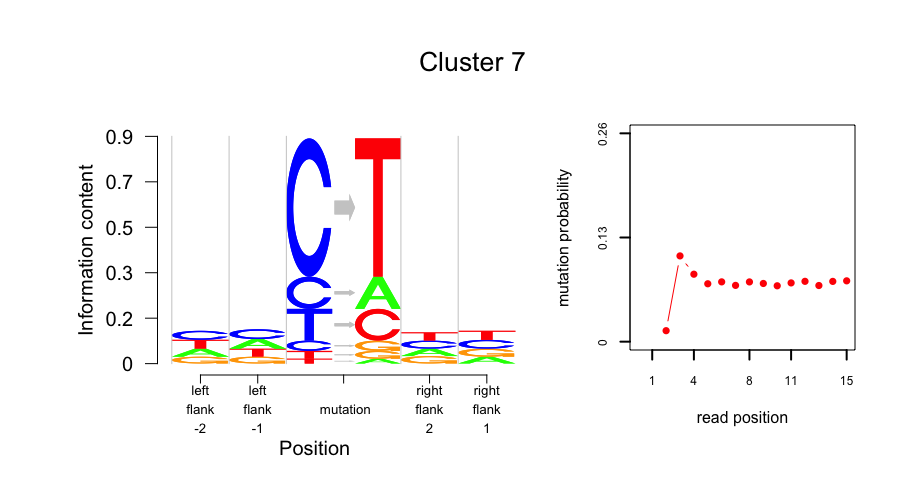 Cluster 7
Information content
0.9
0.7
0.5
0.3
0.2
0
C T
C A
T C
C G
T G
T A
C C T C
T A C T
A T A G
G G G A
left left mutation right right
flank flank flank flank
-2 -1 2 1
Position
mutation probability
0.26
0.13
0
1 4 8 11 15
read position